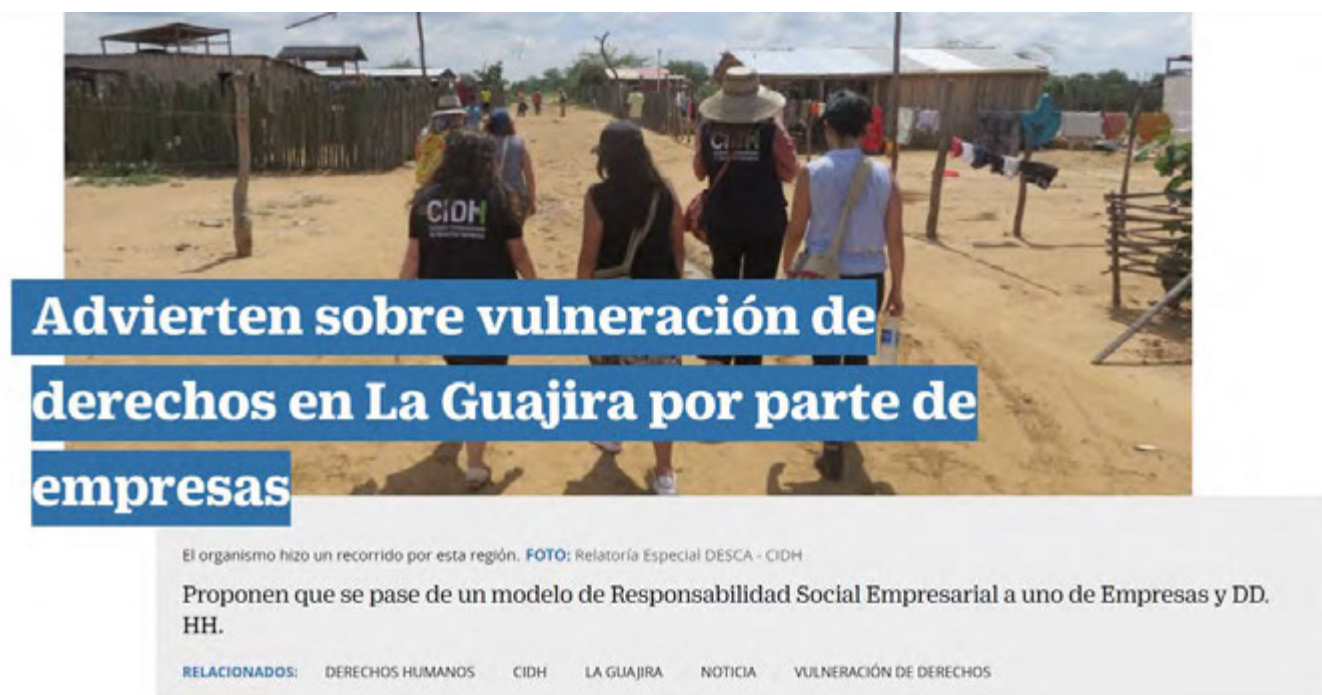 CIDH
CIDH
Advierten sobre vulneración de
derechos en La Guajira por parte de
empresas
El organismo hizo un recorrido por esta región. FOTO: Relatoría Especial DESCA - CIDH
Proponen que se pase de un modelo de Responsabilidad Social Empresarial a uno de Empresas y DD.
HH.
RELACIONADOS: DERECHOS HUMANOS CIDH LA GUAJIRA NOTICIA VULNERACIÓN DE DERECHOS